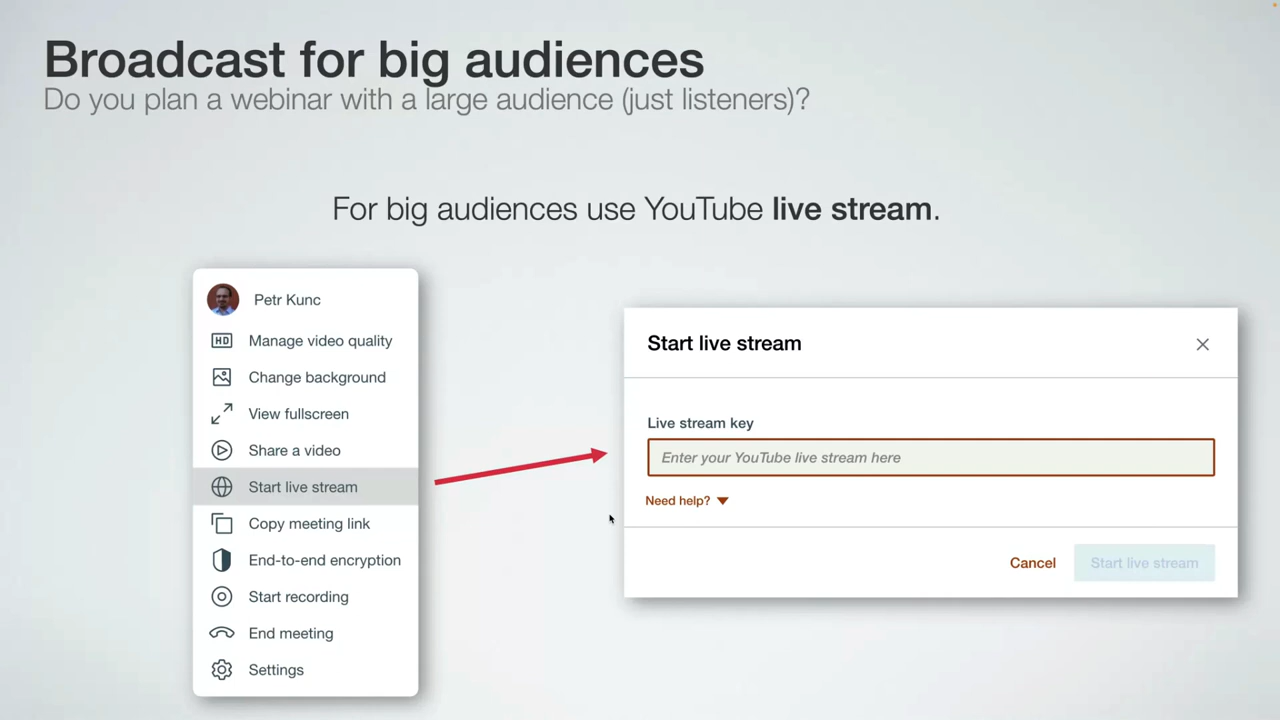 Broadcast for big audiences
Do you plan a webinar with a large audience (just listeners)?
For big audiences use YouTube live stream.
Petr Kunc
HD Manage video quality
Change background
View fullscreen
Share a video
Start live stream
Copy meeting link
End-to-end encryption
Start recording
End meeting
Settings
Start live stream
Live stream key
Enter your YouTube live stream here
Need help?
Cancel Start live stream